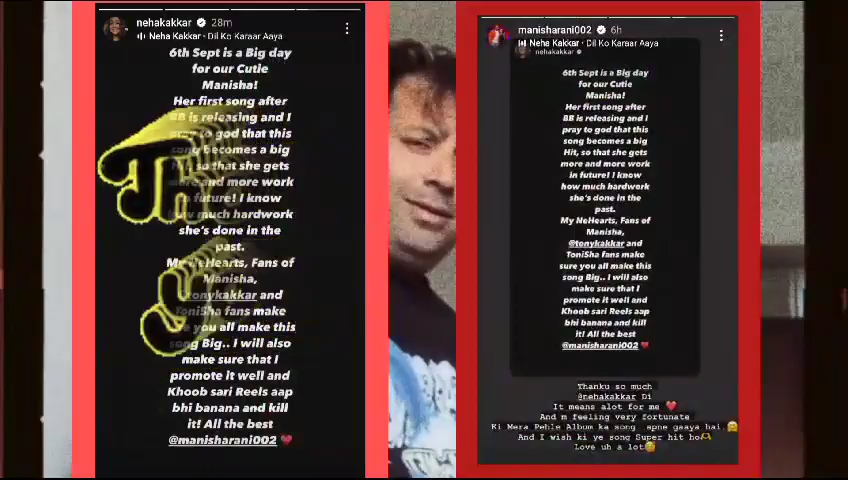 nehakakkar 28m
Neha Kakkar · Dil Ko Karaar Aaya
6th Sept is a Big day
for our Cutie
Manisha!
Her first song after
BB is releasing and I
pray to god that this
song becomes a big
Hit, so that she gets
more and more work
in future! I know
how much hardwork
she's done in the
past.
My NeHearts, Fans of
Manisha,
@tonykakkar and
ToniSha fans make
sure you all make this
song Big.. I will also
make sure that I
promote it well and
Khoob sari Reels aap
bhi banana and kill
it! All the best
@manisharani002
manisharani002 6h
Neha Kakkar · Dil Ko Karaar Aaya
nehakakkar
6th Sept is a Big day
for our Cutie
Manisha!
Her first song after
BB is releasing and I
pray to god that this
song becomes a big
Hit, so that she gets
more and more work
in future! I know
how much hardwork
she's done in the
past.
My NeHearts, Fans of
Manisha,
@tonykakkar and
ToniSha fans make
sure you all make this
song Big.. I will also
make sure that I
promote it well and
Khoob sari Reels aap
bhi banana and kill
it! All the best
@manisharani002
Thanku so much
@nehakakkar Di
It means alot for me
And m feeling very fortunate
Ki Mera Pehle Album ka song apne gaaya hai
And I wish ki ye song Super hit ho
Love uh a lot